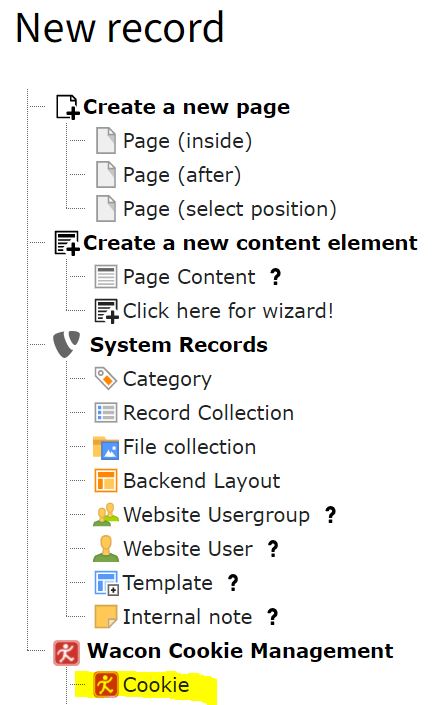 New record
Create a new page
Page (inside)
Page (after)
Page (select position)
Create a new content element
Page Content ?
Click here for wizard!
System Records
Category
Record Collection
File collection
Backend Layout
Website Usergroup ?
Website User ?
Template ?
Internal note ?
Wacon Cookie Management
Cookie